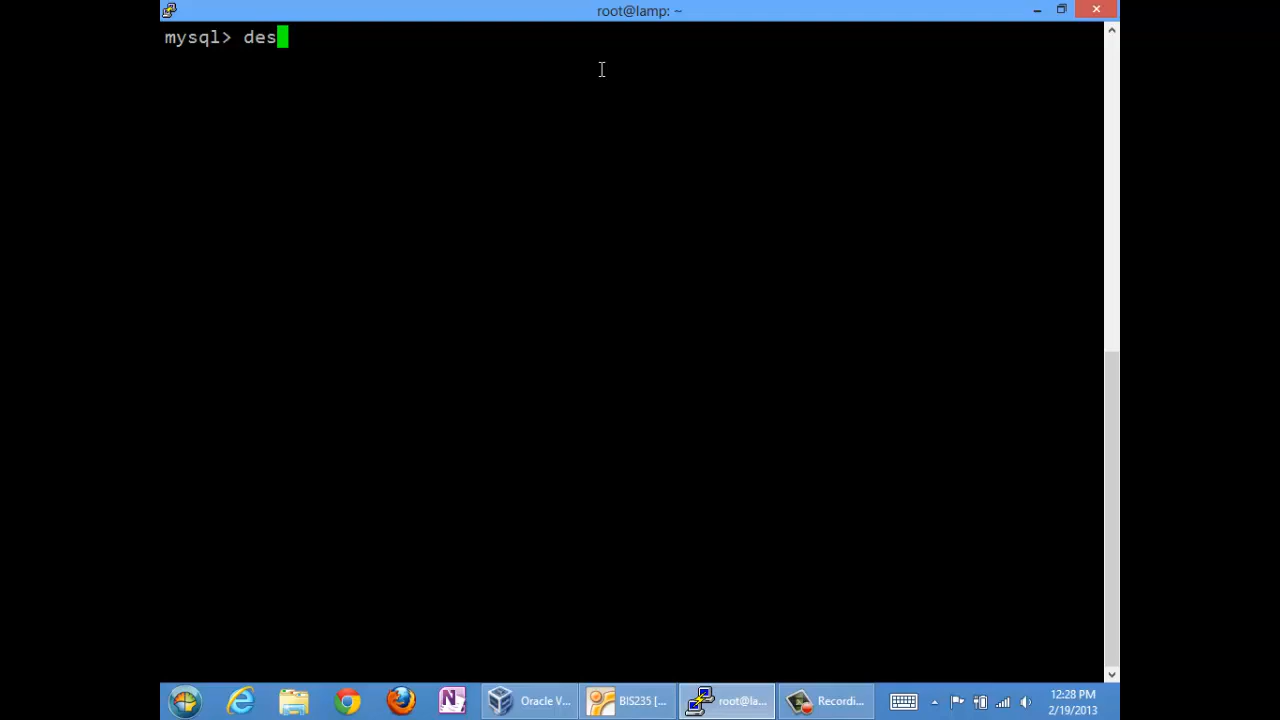 root@lamp: ~
mysql> des
Oracle V...
BIS235 [...
root@la...
Recordi...
12:28 PM
2/19/2013